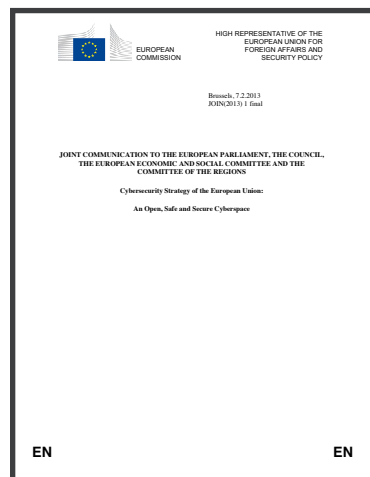 EUROPEAN
COMMISSION
HIGH REPRESENTATIVE OF THE
EUROPEAN UNION FOR
FOREIGN AFFAIRS AND
SECURITY POLICY
Brussels, 7.2.2013
JOIN(2013) 1 final
JOINT COMMUNICATION TO THE EUROPEAN PARLIAMENT, THE COUNCIL,
THE EUROPEAN ECONOMIC AND SOCIAL COMMITTEE AND THE
COMMITTEE OF THE REGIONS
Cybersecurity Strategy of the European Union:
An Open, Safe and Secure Cyberspace
EN
EN